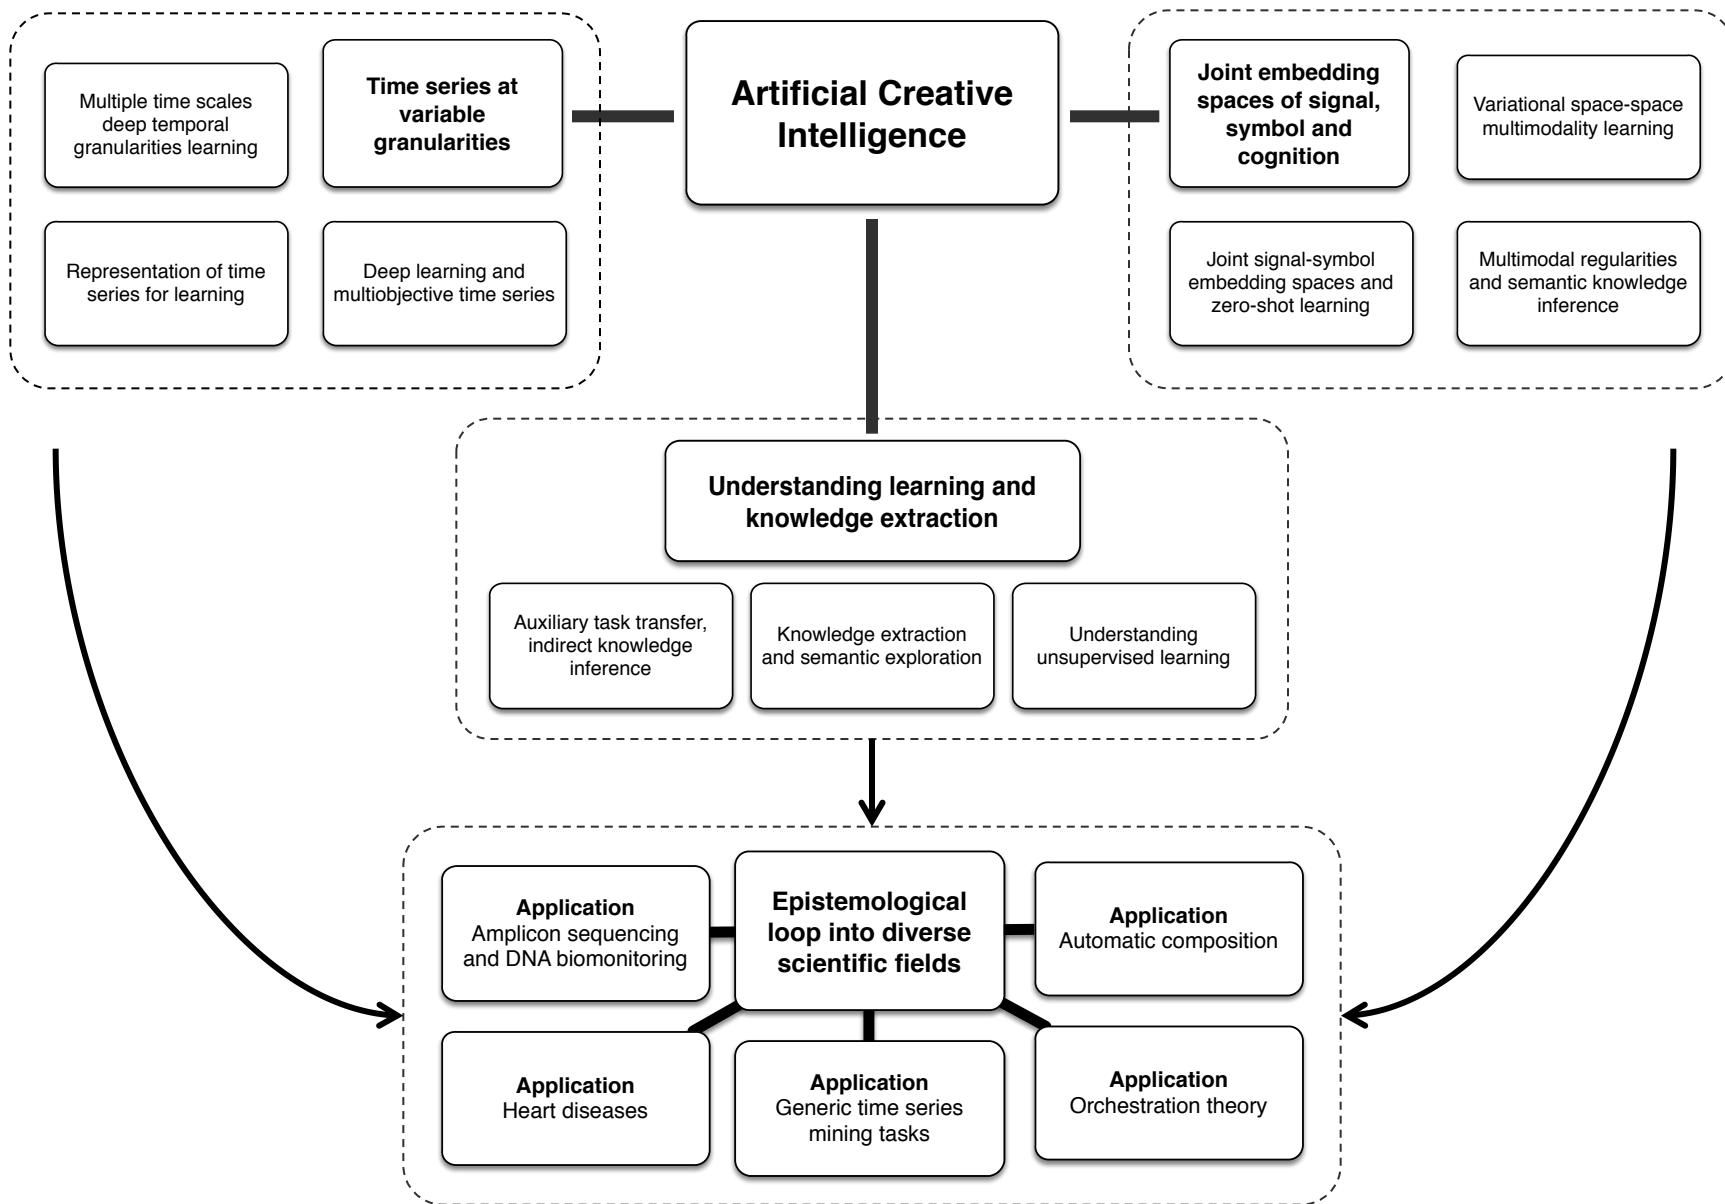 Multiple time scales
deep temporal
granularities learning
Time series at
variable
granularities
Representation of time
series for learning
Deep learning and
multiobjective time series
Artificial Creative
Intelligence
Joint embedding
spaces of signal,
symbol and
cognition
Variational space-space
multimodality learning
Joint signal-symbol
embedding spaces and
zero-shot learning
Multimodal regularities
and semantic knowledge
inference
Understanding learning and
knowledge extraction
Auxiliary task transfer,
indirect knowledge
inference
Knowledge extraction
and semantic exploration
Understanding
unsupervised learning
Application
Amplicon sequencing
and DNA biomonitoring
Epistemological
loop into diverse
scientific fields
Application
Automatic composition
Application
Heart diseases
Application
Generic time series
mining tasks
Application
Orchestration theory